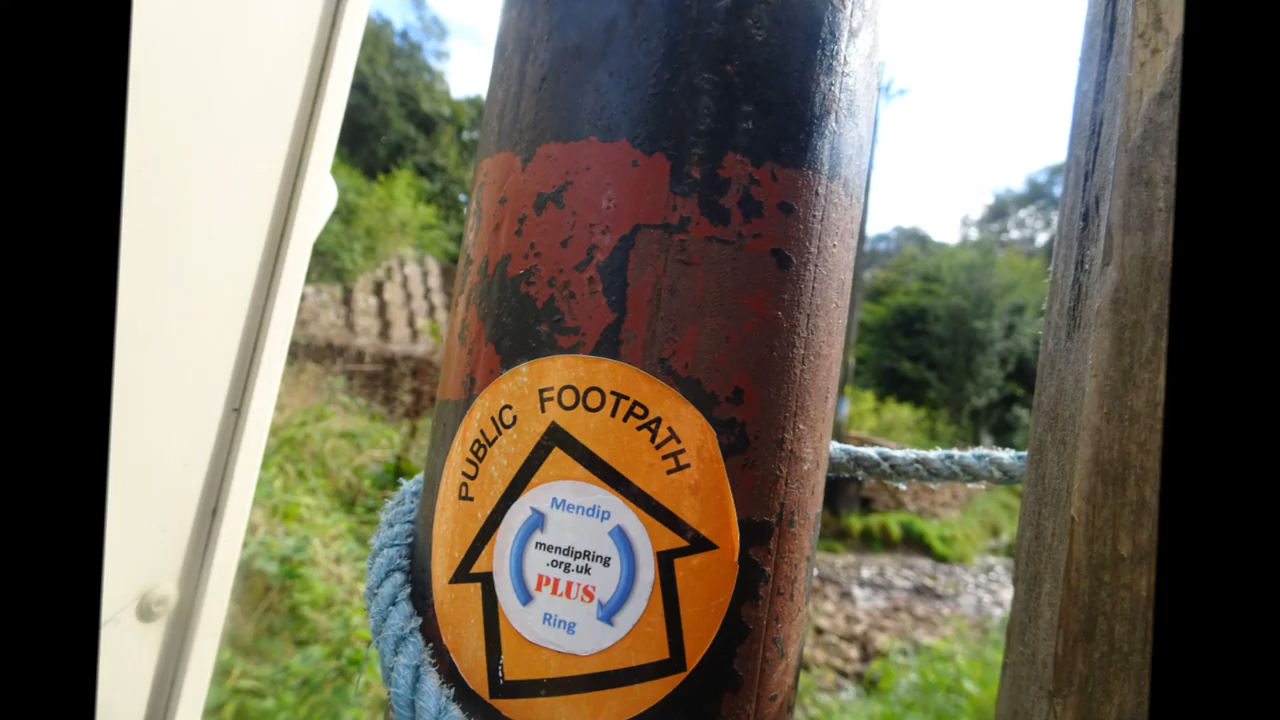 PUBLIC FOOTPATH
Mendip
mendipRing
.org.uk
PLUS
Ring